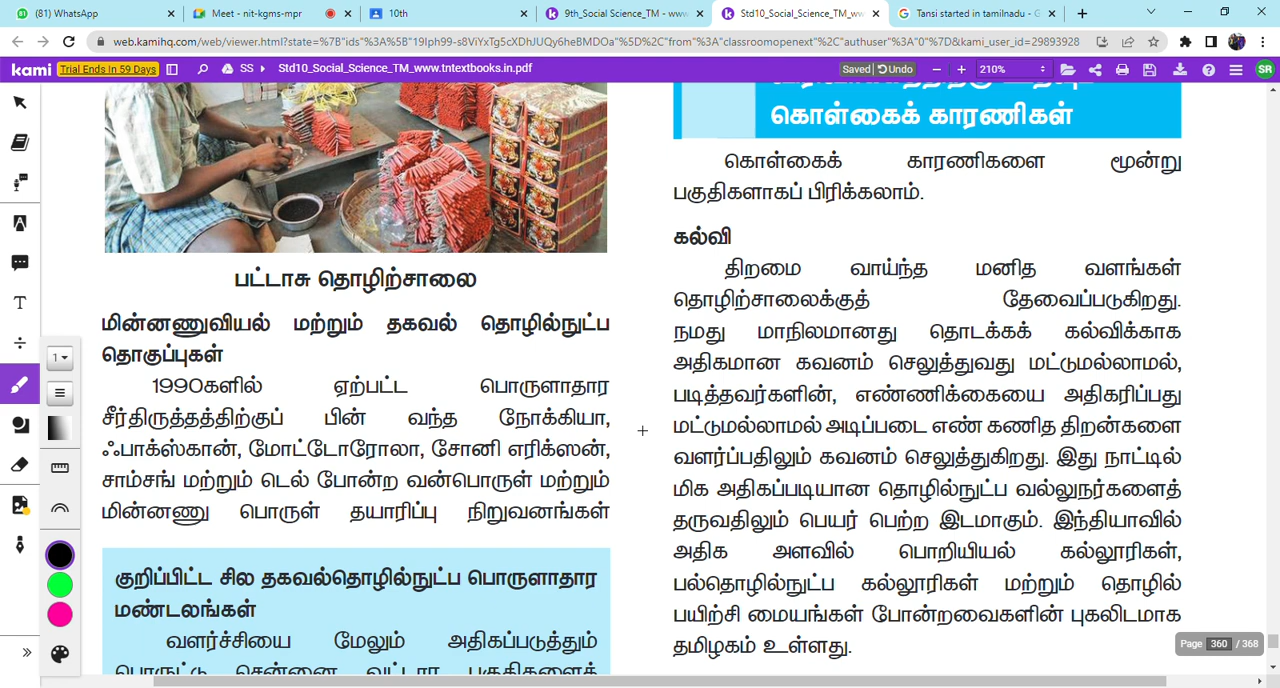 (81) WhatsApp
Meet - nit-kgms-mpr
10th
9th_Social Science_TM - www
Std10_Social_Science_TM_ww
Tansi started in tamilnadu - G
web.kamihq.com/web/viewer.html?state=%7B"ids"%3A%5B"19Iph99-s8ViYxTg5cXDhJUQy6heBMDOa"%5D%2C"from"%3A"classroomopenext"%2C"authuser"%3A"0"%7D&kami_user_id=29893928
kami Trial Ends In 59 Days SS Std10_Social_Science_TM_www.tntextbooks.in.pdf Saved Undo 210% SR
பட்டாசு தொழிற்சாலை
மின்னணுவியல் மற்றும் தகவல் தொழில்நுட்ப
தொகுப்புகள்
1990களில் ஏற்பட்ட பொருளாதார
சீர்திருத்தத்திற்குப் பின் வந்த நோக்கியா,
ஃபாக்ஸ்கான், மோட்டோரோலா, சோனி எரிக்ஸன்,
சாம்சங் மற்றும் டெல் போன்ற வன்பொருள் மற்றும்
மின்னணு பொருள் தயாரிப்பு நிறுவனங்கள்
குறிப்பிட்ட சில தகவல்தொழில்நுட்ப பொருளாதார
மண்டலங்கள்
வளர்ச்சியை மேலும் அதிகப்படுத்தும்
பொருட்டு சென்னை வட்டார பகுதிகளைத்
கொள்கைக் காரணிகள்
கொள்கைக் காரணிகளை மூன்று
பகுதிகளாகப் பிரிக்கலாம்.
கல்வி
திறமை வாய்ந்த மனித வளங்கள்
தொழிற்சாலைக்குத் தேவைப்படுகிறது.
நமது மாநிலமானது தொடக்கக் கல்விக்காக
அதிகமான கவனம் செலுத்துவது மட்டுமல்லாமல்,
படித்தவர்களின், எண்ணிக்கையை அதிகரிப்பது
மட்டுமல்லாமல் அடிப்படை எண் கணித திறன்களை
வளர்ப்பதிலும் கவனம் செலுத்துகிறது. இது நாட்டில்
மிக அதிகப்படியான தொழில்நுட்ப வல்லுநர்களைத்
தருவதிலும் பெயர் பெற்ற இடமாகும். இந்தியாவில்
அதிக அளவில் பொறியியல் கல்லூரிகள்,
பல்தொழில்நுட்ப கல்லூரிகள் மற்றும் தொழில்
பயிற்சி மையங்கள் போன்றவைகளின் புகலிடமாக
தமிழகம் உள்ளது.
Page 360 / 368
1